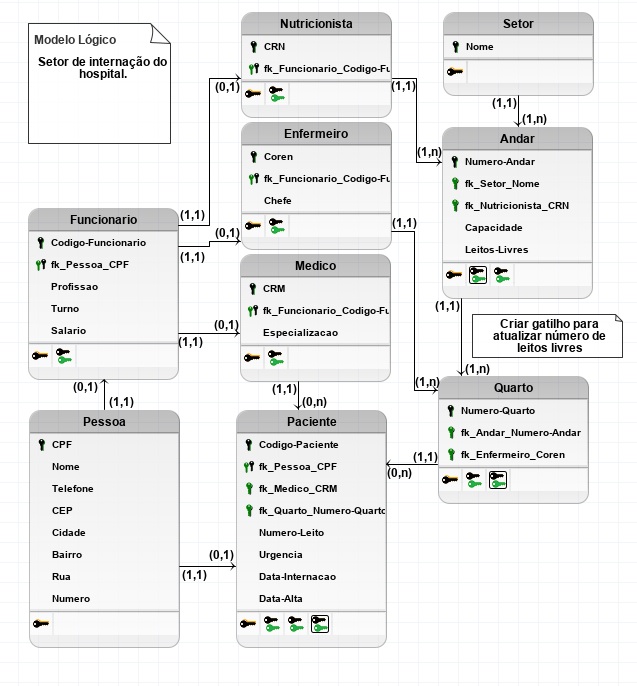 Modelo Lógico
Setor de internação do
hospital.
Nutricionista
CRN
fk_Funcionario_Codigo-Fu
(0,1)
(1,1)
Setor
Nome
(1,1)
(1,n)
Enfermeiro
Coren
fk_Funcionario_Codigo-Fu
Chefe
(0,1)
(1,1)
(1,n)
Andar
Numero-Andar
fk_Setor_Nome
fk_Nutricionista_CRN
Capacidade
Leitos-Livres
(1,1)
Funcionario
Codigo-Funcionario
fk_Pessoa_CPF
Profissao
Turno
Salario
(1,1)
(1,1)
(1,1)
(0,1)
(1,1)
Medico
CRM
fk_Funcionario_Codigo-Fu
Especializacao
(0,1)
(1,1)
(0,n)
Criar gatilho para
atualizar número de
leitos livres
(1,n)
(1,n)
Quarto
Numero-Quarto
fk_Andar_Numero-Andar
fk_Enfermeiro_Coren
(1,1)
(0,n)
Pessoa
CPF
Nome
Telefone
CEP
Cidade
Bairro
Rua
Numero
(0,1)
(1,1)
Paciente
Codigo-Paciente
fk_Pessoa_CPF
fk_Medico_CRM
fk_Quarto_Numero-Quarto
Numero-Leito
Urgencia
Data-Internacao
Data-Alta